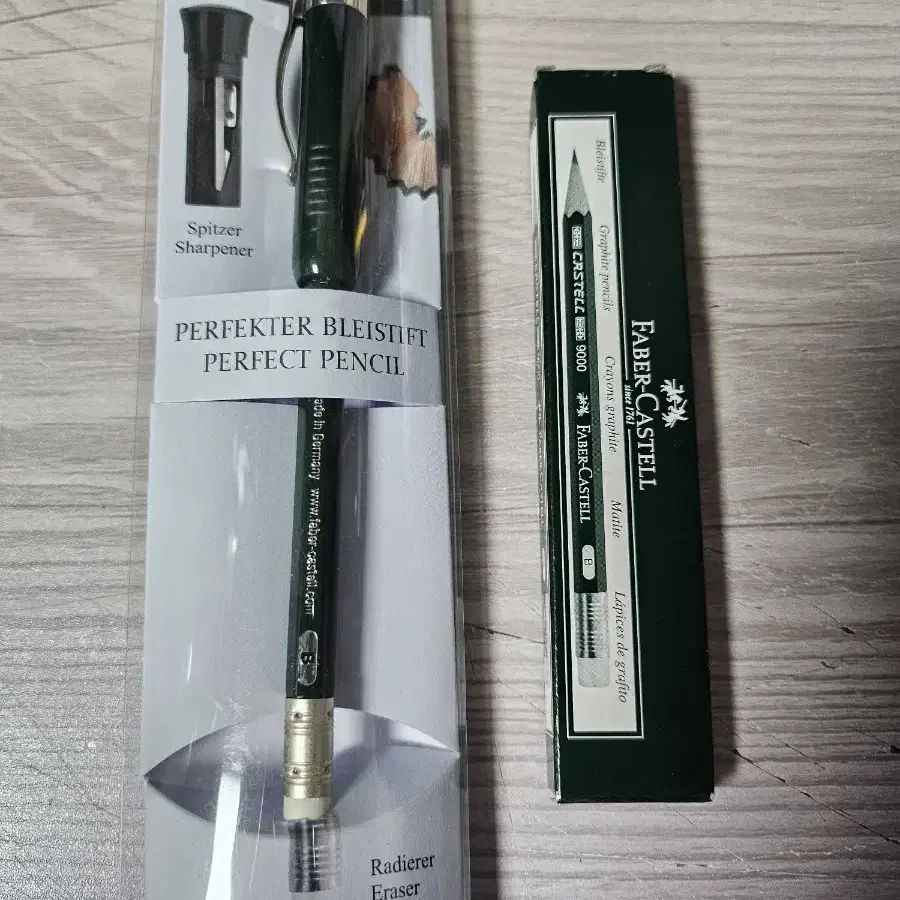 Spitzer
Sharpener
PERFEKTER BLEISTIFT
PERFECT PENCIL
ade in Germany www.faber-castell.com
B
Radierer
Eraser
Bleistifte
Graphite pencils
Crayons graphite
Matite
Lápices de grafito
CASTELL 9000
FABER-CASTELL
B
FABER-CASTELL
since 1761